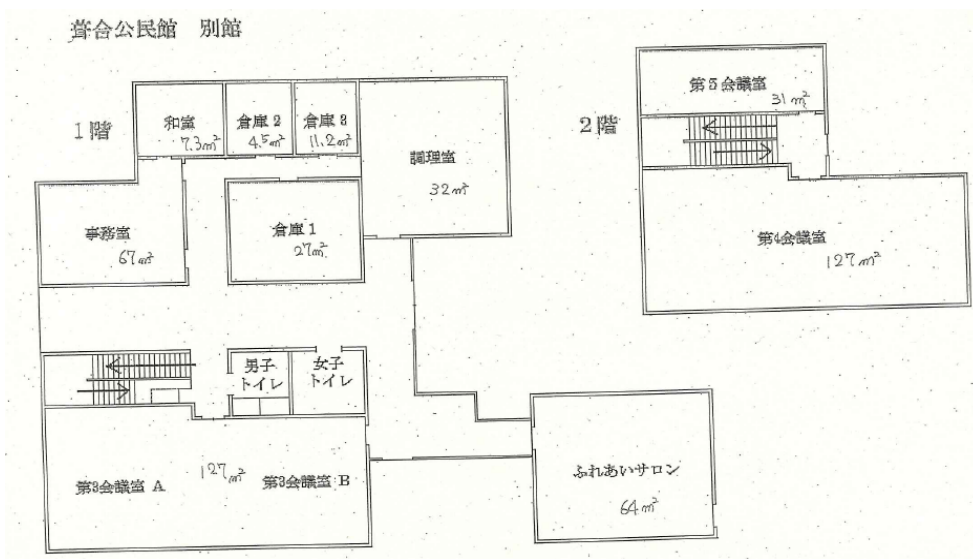 葺合公民館 別館
1階
和室
7.3㎡
倉庫2
4.5㎡
倉庫3
11.2㎡
調理室
32㎡
事務室
67㎡
倉庫1
27㎡
男子
トイレ
女子
トイレ
第3会議室 A
127㎡
第3会議室 B
ふれあいサロン
64㎡
2階
第5会議室
31㎡
第4会議室
127㎡